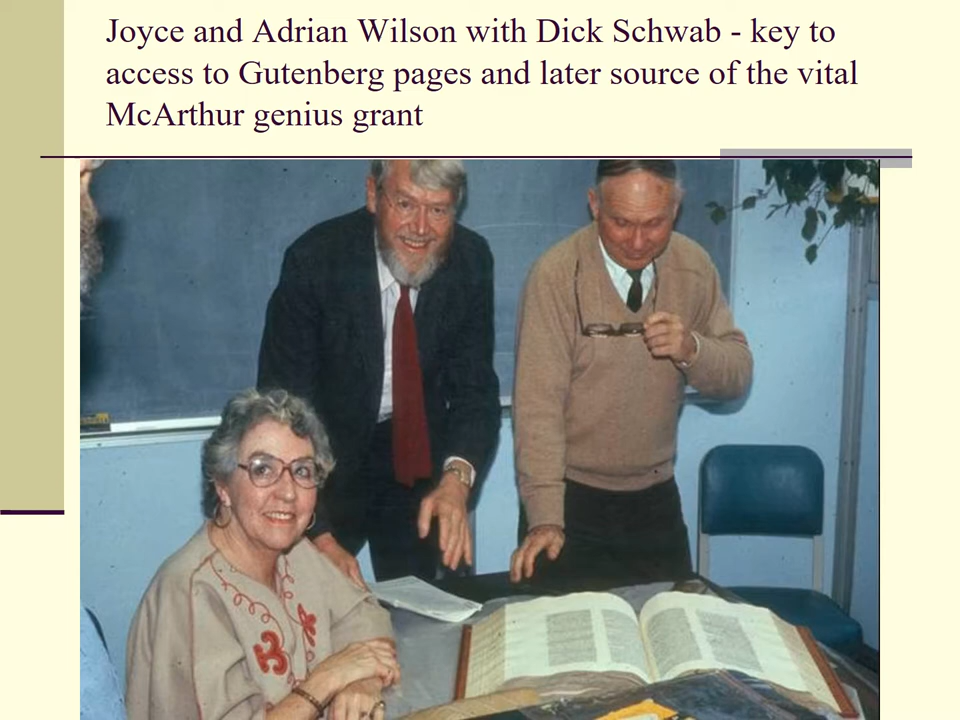 Joyce and Adrian Wilson with Dick Schwab - key to
access to Gutenberg pages and later source of the vital
McArthur genius grant